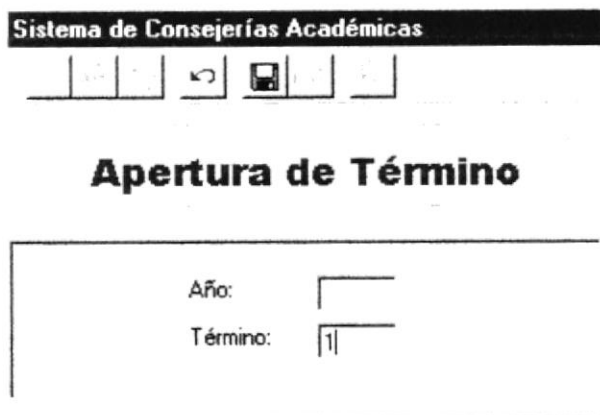 Sistema de Consejerías Académicas
Apertura de Término
Año:
Término: 1